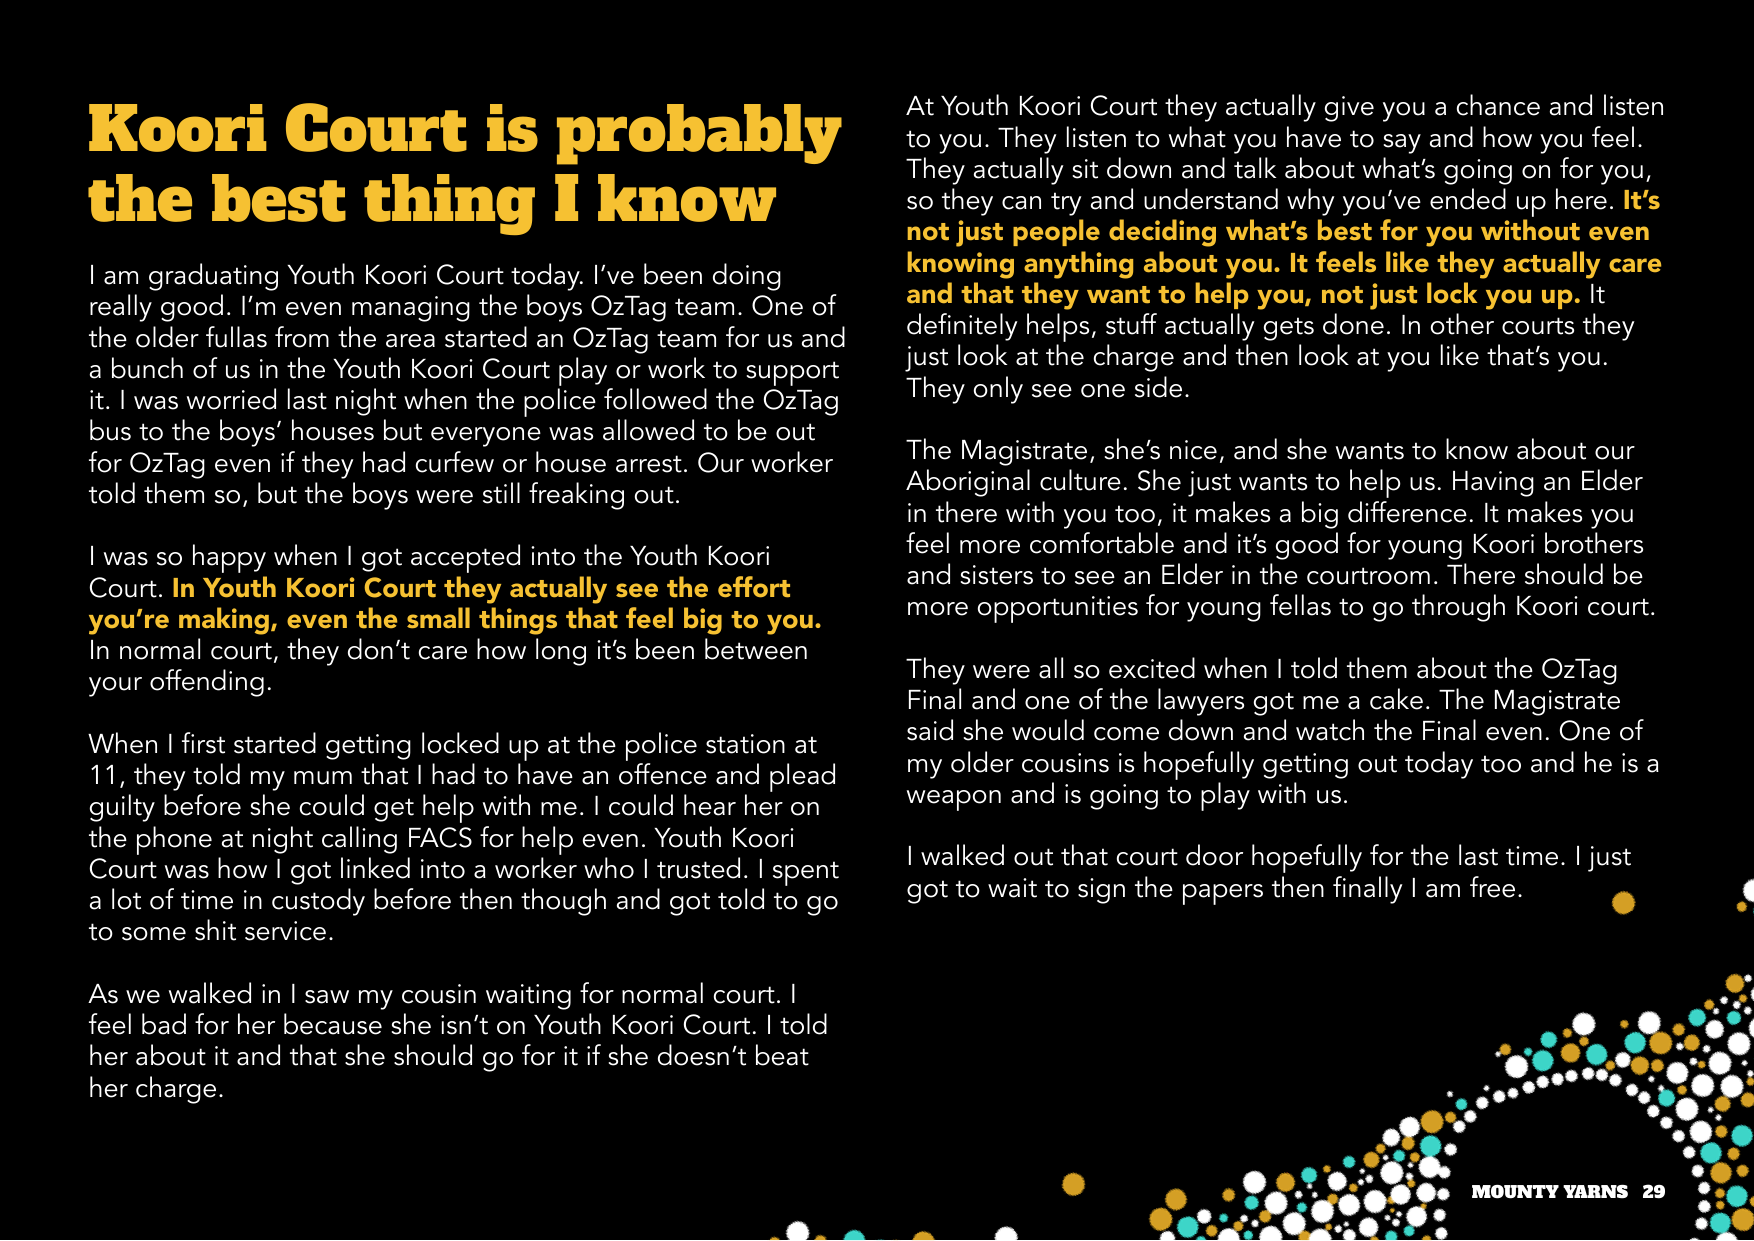 Koori Court is probably
the best thing I know
I am graduating Youth Koori Court today. I’ve been doing
really good. I’m even managing the boys OzTag team. One of
the older fullas from the area started an OzTag team for us and
a bunch of us in the Youth Koori Court play or work to support
it. I was worried last night when the police followed the OzTag
bus to the boys’ houses but everyone was allowed to be out
for OzTag even if they had curfew or house arrest. Our worker
told them so, but the boys were still freaking out.
I was so happy when I got accepted into the Youth Koori
Court. In Youth Koori Court they actually see the effort
you’re making, even the small things that feel big to you.
In normal court, they don’t care how long it’s been between
your offending.
When I first started getting locked up at the police station at
11, they told my mum that I had to have an offence and plead
guilty before she could get help with me. I could hear her on
the phone at night calling FACS for help even. Youth Koori
Court was how I got linked into a worker who I trusted. I spent
a lot of time in custody before then though and got told to go
to some shit service.
As we walked in I saw my cousin waiting for normal court. I
feel bad for her because she isn’t on Youth Koori Court. I told
her about it and that she should go for it if she doesn’t beat
her charge.
At Youth Koori Court they actually give you a chance and listen
to you. They listen to what you have to say and how you feel.
They actually sit down and talk about what’s going on for you,
so they can try and understand why you’ve ended up here. It’s
not just people deciding what’s best for you without even
knowing anything about you. It feels like they actually care
and that they want to help you, not just lock you up. It
definitely helps, stuff actually gets done. In other courts they
just look at the charge and then look at you like that’s you.
They only see one side.
The Magistrate, she’s nice, and she wants to know about our
Aboriginal culture. She just wants to help us. Having an Elder
in there with you too, it makes a big difference. It makes you
feel more comfortable and it’s good for young Koori brothers
and sisters to see an Elder in the courtroom. There should be
more opportunities for young fellas to go through Koori court.
They were all so excited when I told them about the OzTag
Final and one of the lawyers got me a cake. The Magistrate
said she would come down and watch the Final even. One of
my older cousins is hopefully getting out today too and he is a
weapon and is going to play with us.
I walked out that court door hopefully for the last time. I just
got to wait to sign the papers then finally I am free.
MOUNTY YARNS 29